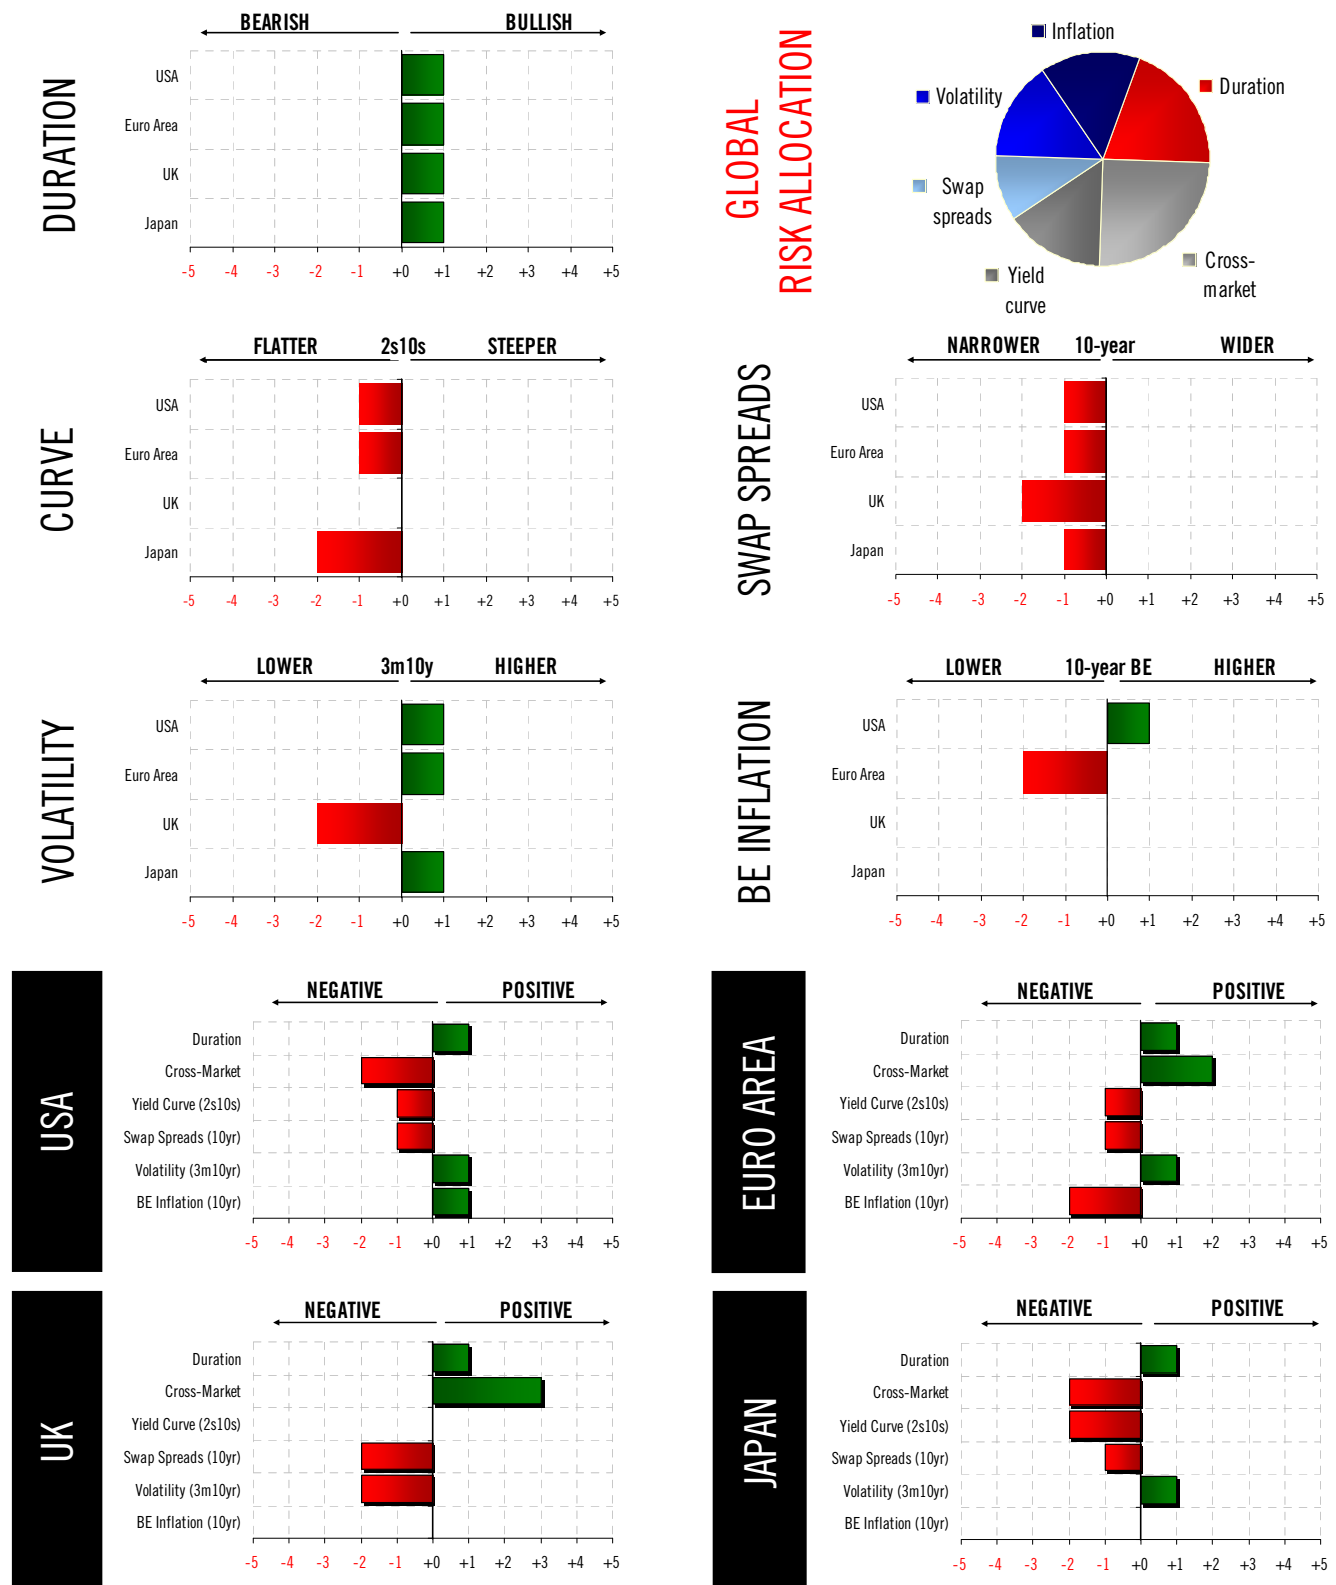 BEARISH BULLISH
DURATION
USA
Euro Area
UK
Japan
-5 -4 -3 -2 -1 +0 +1 +2 +3 +4 +5
GLOBAL
RISK ALLOCATION
Inflation
Duration
Volatility
Swap
spreads
Yield
curve
Cross-
market
FLATTER 2s10s STEEPER
CURVE
USA
Euro Area
UK
Japan
-5 -4 -3 -2 -1 +0 +1 +2 +3 +4 +5
NARROWER 10-year WIDER
SWAP SPREADS
USA
Euro Area
UK
Japan
-5 -4 -3 -2 -1 +0 +1 +2 +3 +4 +5
LOWER 3m10y HIGHER
VOLATILITY
USA
Euro Area
UK
Japan
-5 -4 -3 -2 -1 +0 +1 +2 +3 +4 +5
LOWER 10-year BE HIGHER
BE INFLATION
USA
Euro Area
UK
Japan
-5 -4 -3 -2 -1 +0 +1 +2 +3 +4 +5
NEGATIVE POSITIVE
USA
Duration
Cross-Market
Yield Curve (2s10s)
Swap Spreads (10yr)
Volatility (3m10yr)
BE Inflation (10yr)
-5 -4 -3 -2 -1 +0 +1 +2 +3 +4 +5
NEGATIVE POSITIVE
EURO AREA
Duration
Cross-Market
Yield Curve (2s10s)
Swap Spreads (10yr)
Volatility (3m10yr)
BE Inflation (10yr)
-5 -4 -3 -2 -1 +0 +1 +2 +3 +4 +5
NEGATIVE POSITIVE
UK
Duration
Cross-Market
Yield Curve (2s10s)
Swap Spreads (10yr)
Volatility (3m10yr)
BE Inflation (10yr)
-5 -4 -3 -2 -1 +0 +1 +2 +3 +4 +5
NEGATIVE POSITIVE
JAPAN
Duration
Cross-Market
Yield Curve (2s10s)
Swap Spreads (10yr)
Volatility (3m10yr)
BE Inflation (10yr)
-5 -4 -3 -2 -1 +0 +1 +2 +3 +4 +5